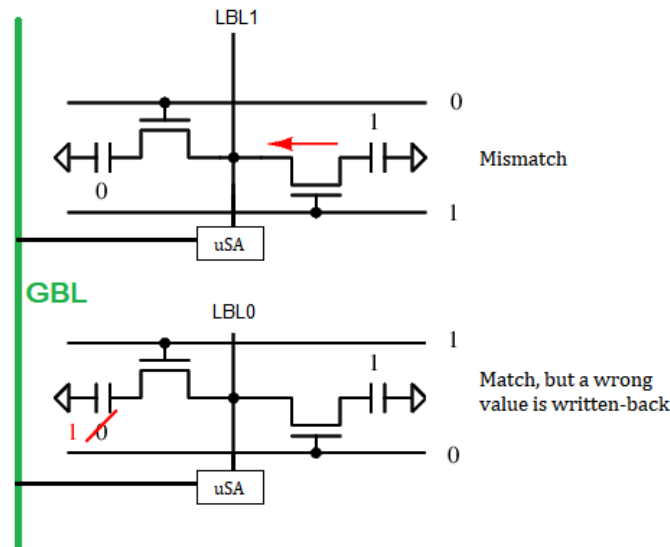 LBL1
0
1
Mismatch
0
1
uSA
GBL
LBL0
1
1
Match, but a wrong
value is written-back
1 0
0
uSA